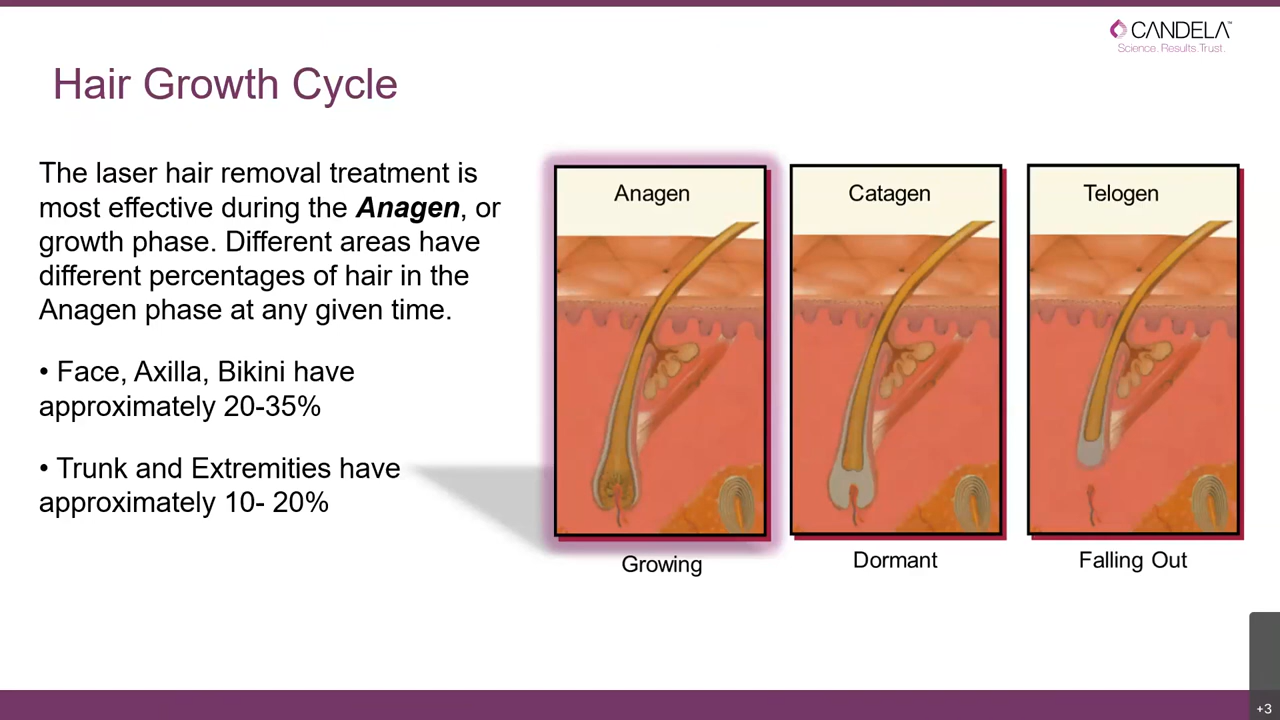 CANDELA™
Science. Results. Trust.
Hair Growth Cycle
The laser hair removal treatment is
most effective during the Anagen, or
growth phase. Different areas have
different percentages of hair in the
Anagen phase at any given time.
• Face, Axilla, Bikini have
approximately 20-35%
• Trunk and Extremities have
approximately 10- 20%
Anagen
Catagen
Telogen
Growing
Dormant
Falling Out
+3